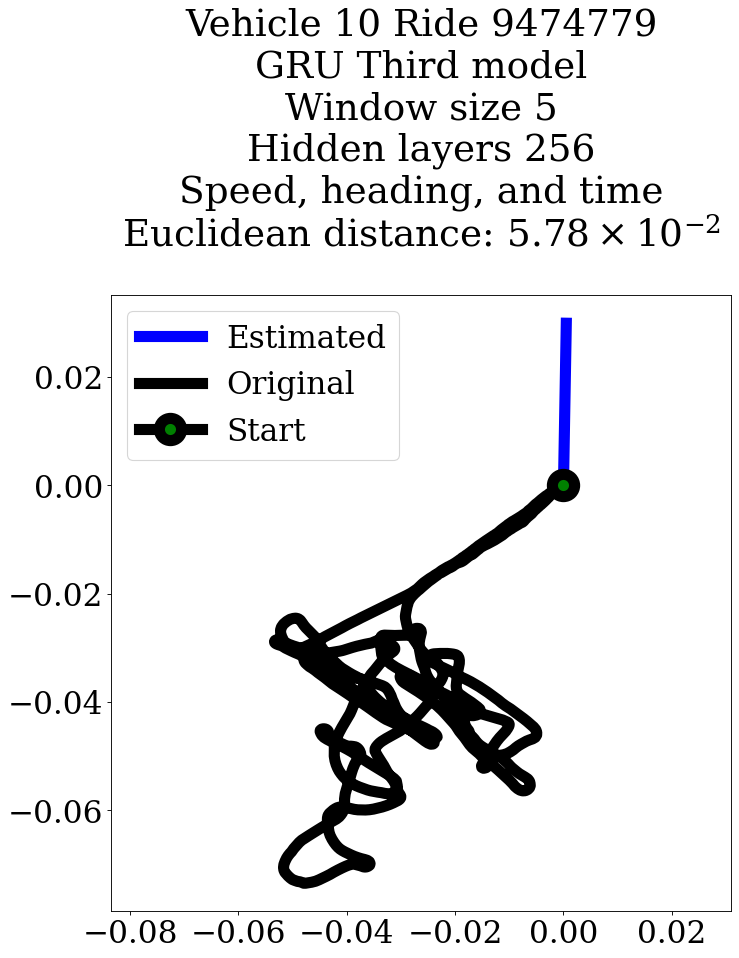 Vehicle 10 Ride 9474779
GRU Third model
Window size 5
Hidden layers 256
Speed, heading, and time
Euclidean distance: 5.78 × 10⁻²
Estimated
Original
Start
0.02
0.00
−0.02
−0.04
−0.06
−0.08 −0.06 −0.04 −0.02 0.00 0.02